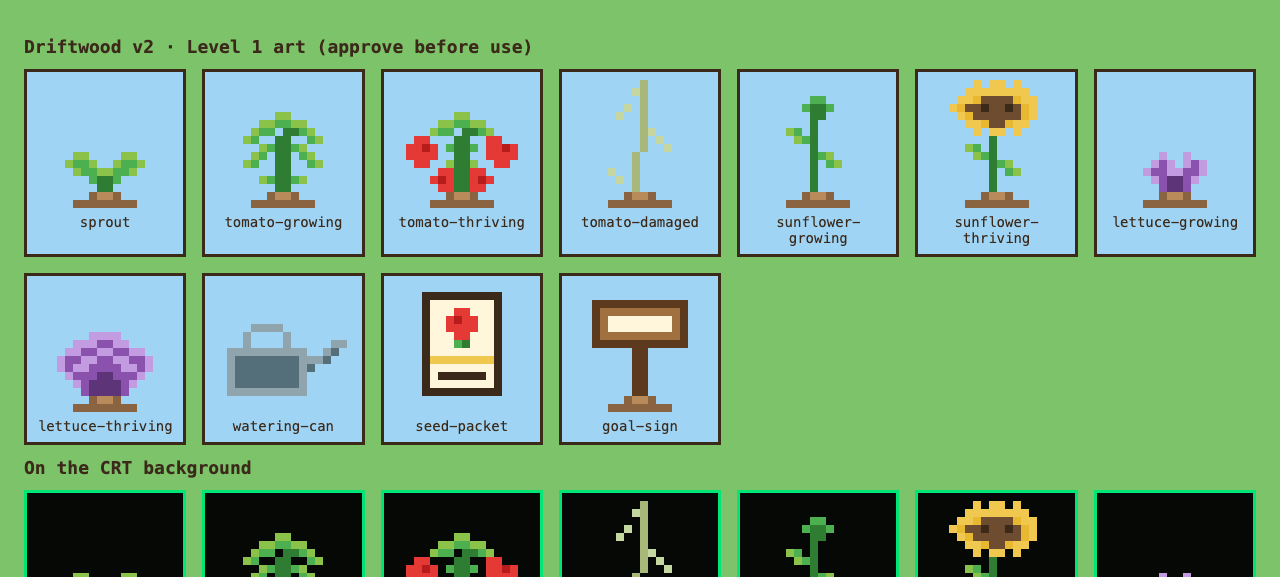 Driftwood v2 · Level 1 art (approve before use)
sprout
tomato-growing
tomato-thriving
tomato-damaged
sunflower-
growing
sunflower-
thriving
lettuce-growing
lettuce-thriving
watering-can
seed-packet
goal-sign
On the CRT background